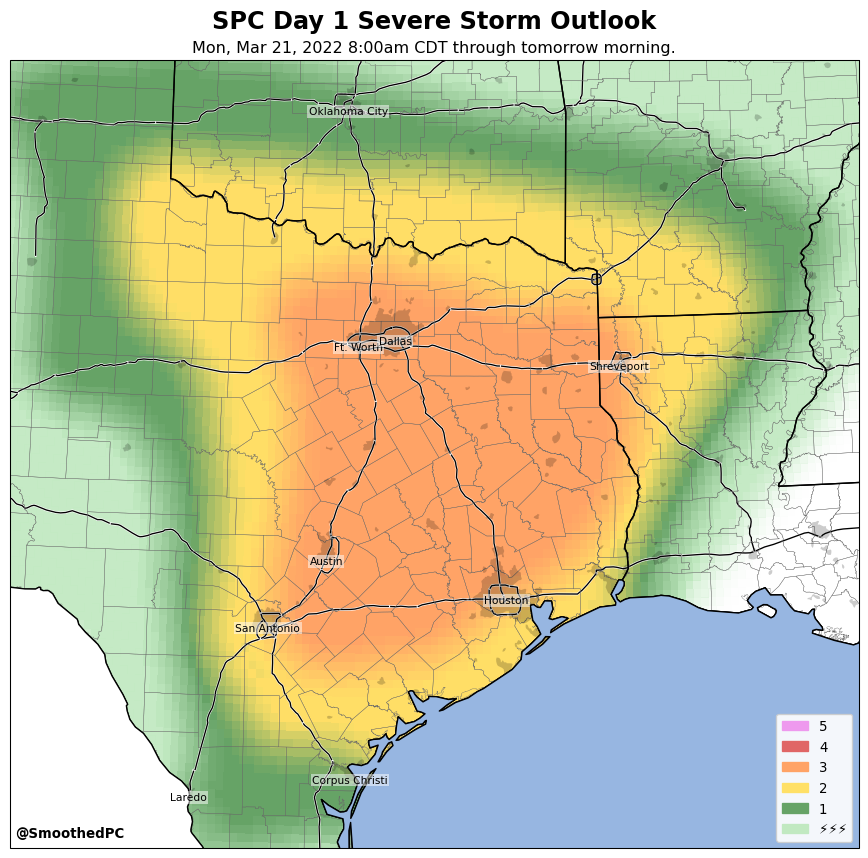 SPC Day 1 Severe Storm Outlook
Mon, Mar 21, 2022 8:00am CDT through tomorrow morning.
Oklahoma City
Ft. Worth
Dallas
Shreveport
Austin
Houston
San Antonio
Corpus Christi
Laredo
5
4
3
2
1
⚡⚡⚡
@SmoothedPC